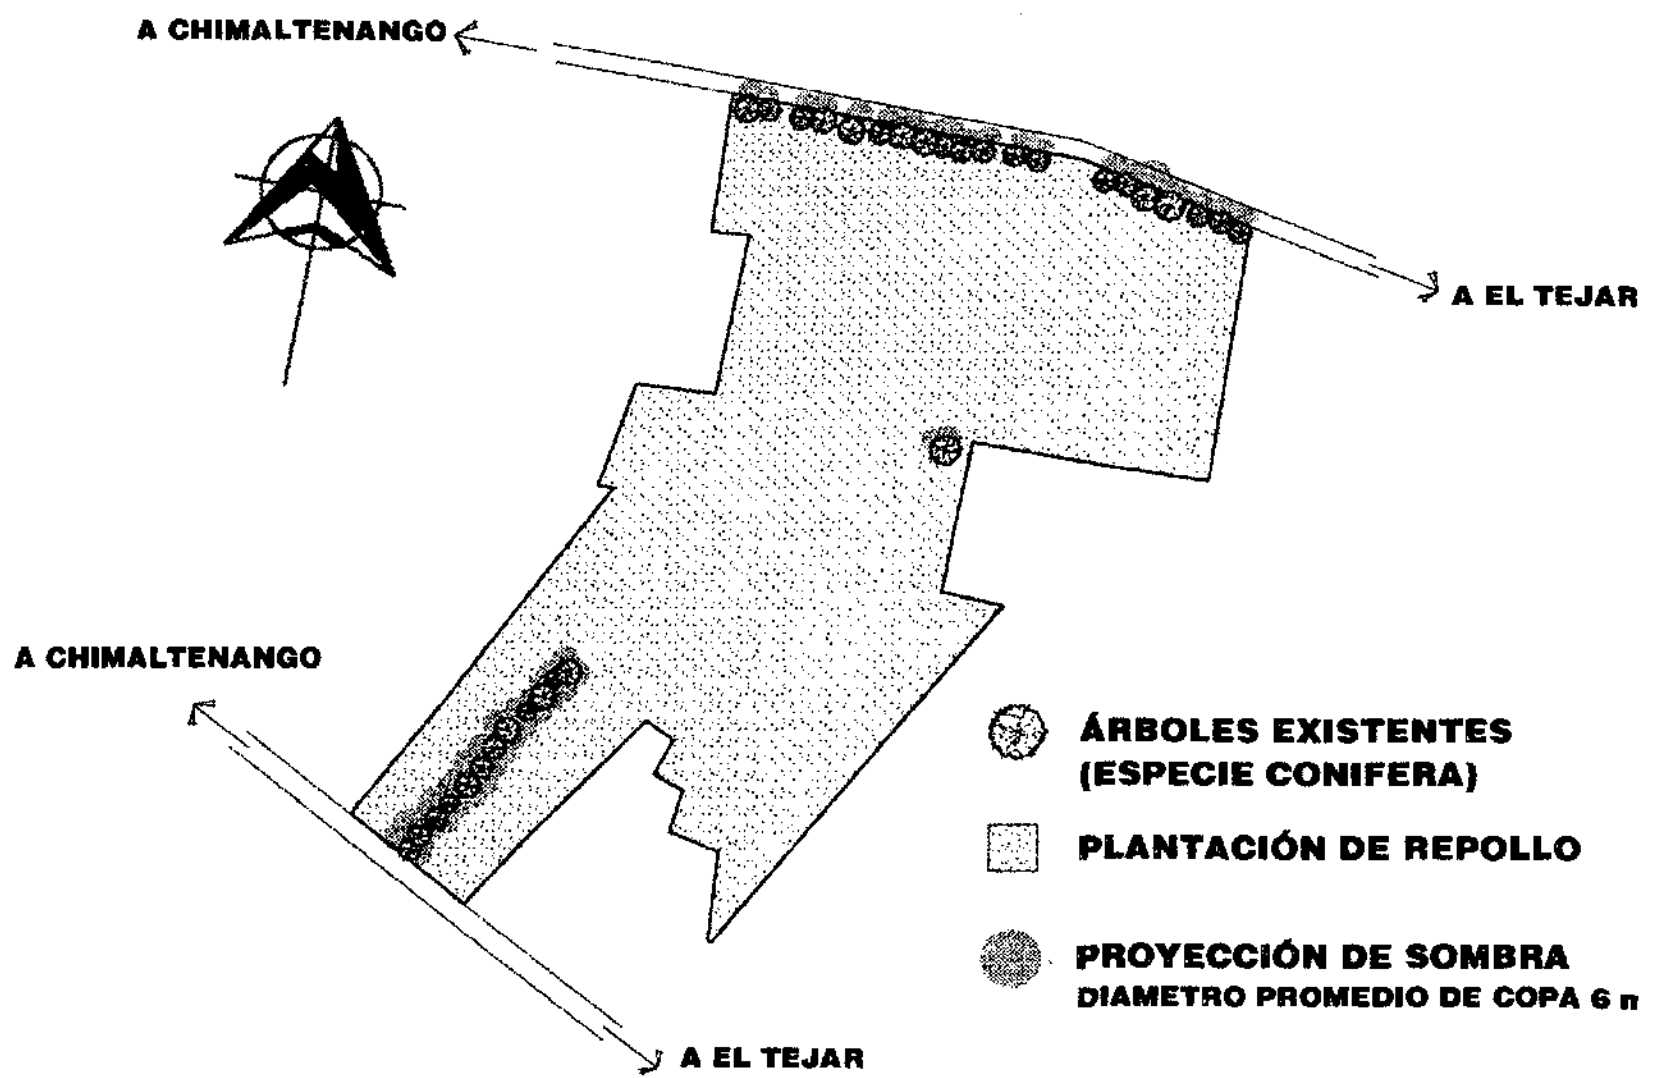 A CHIMALTENANGO
A EL TEJAR
A CHIMALTENANGO
ÁRBOLES EXISTENTES
(ESPECIE CONIFERA)
PLANTACIÓN DE REPOLLO
PROYECCIÓN DE SOMBRA
DIAMETRO PROMEDIO DE COPA 6 m
A EL TEJAR